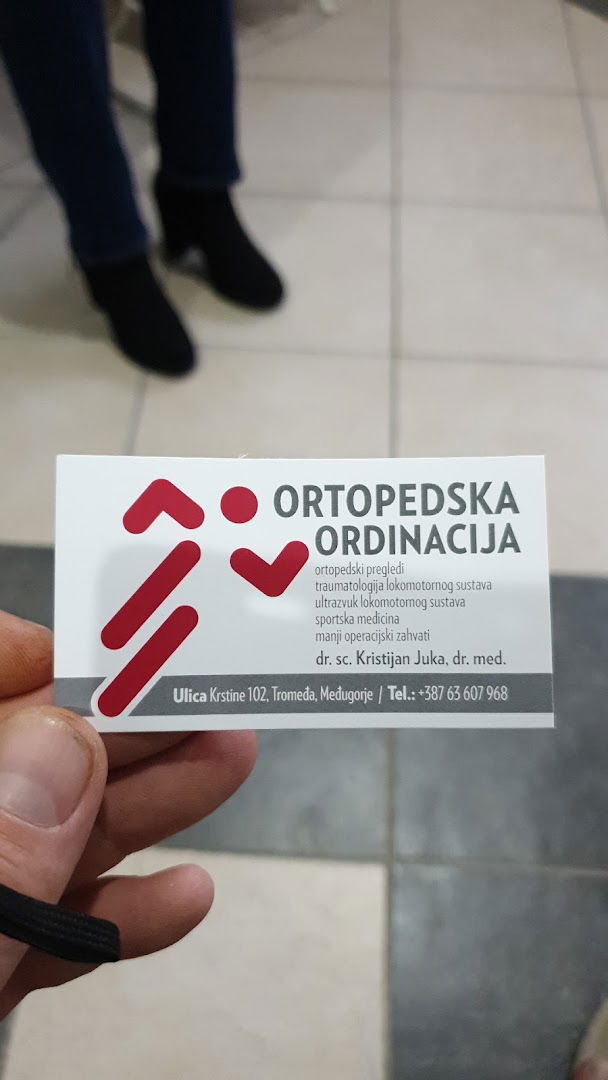 ORTOPEDSKA
ORDINACIJA
ortopedski pregledi
traumatologija lokomotornog sustava
ultrazvuk lokomotornog sustava
sportska medicina
manji operacijski zahvati
dr. sc. Kristijan Juka, dr. med.
Ulica Krstine 102, Tromeđa, Međugorje / Tel.: +387 63 607 968